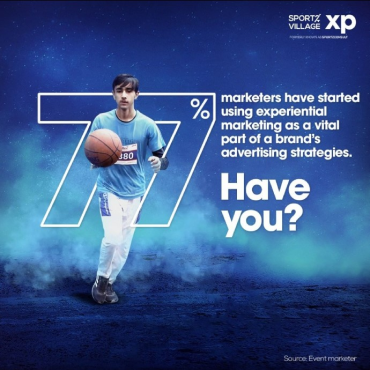 SPORTZ
VILLAGE xp
77%
marketers have started
using experiential
marketing as a vital
part of a brand's
advertising strategies.
380
Have
you?
Source: Event marketer